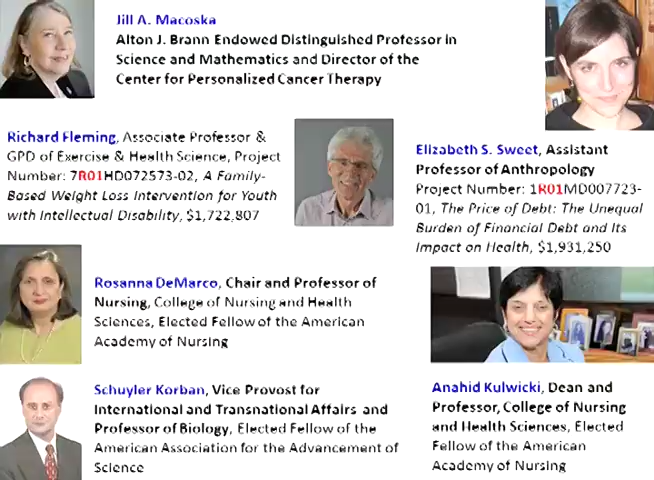 Jill A. Macoska
Alton J. Brann Endowed Distinguished Professor in
Science and Mathematics and Director of the
Center for Personalized Cancer Therapy
Richard Fleming, Associate Professor &
GPD of Exercise & Health Science, Project
Number: 7R01HD072573-02, A Family-
Based Weight Loss Intervention for Youth
with Intellectual Disability, $1,722,807
Elizabeth S. Sweet, Assistant
Professor of Anthropology
Project Number: 1R01MD007723-
01, The Price of Debt: The Unequal
Burden of Financial Debt and Its
Impact on Health, $1,931,250
Rosanna DeMarco, Chair and Professor of
Nursing, College of Nursing and Health
Sciences, Elected Fellow of the American
Academy of Nursing
Schuyler Korban, Vice Provost for
International and Transnational Affairs and
Professor of Biology, Elected Fellow of the
American Association for the Advancement of
Science
Anahid Kulwicki, Dean and
Professor, College of Nursing
and Health Sciences, Elected
Fellow of the American
Academy of Nursing